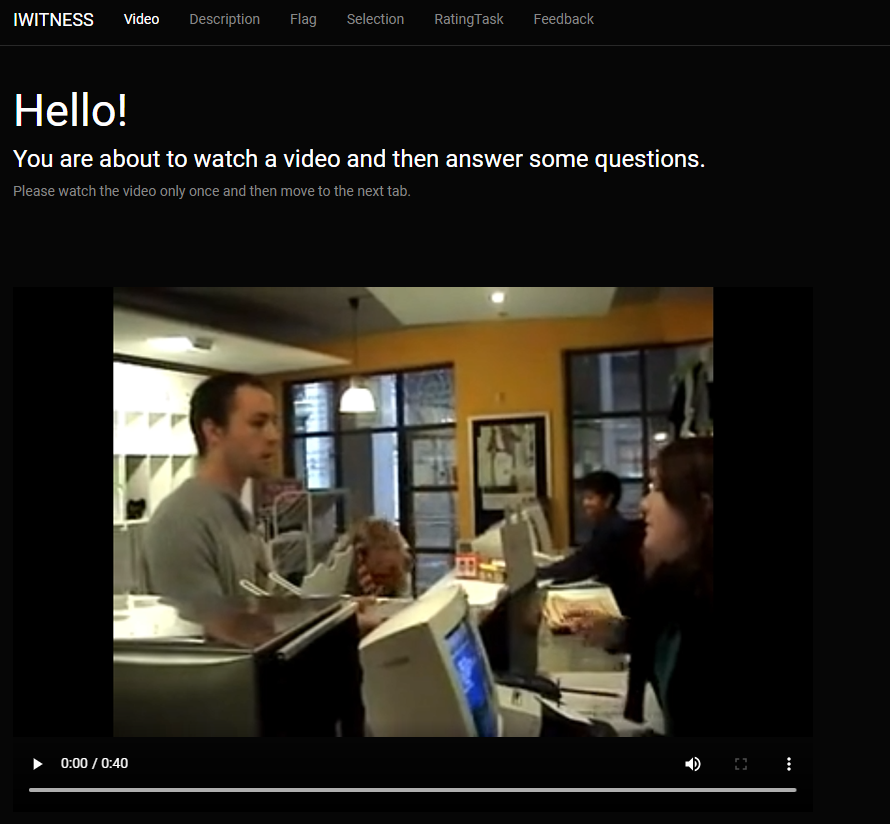 IWITNESS Video Description Flag Selection RatingTask Feedback
Hello!
You are about to watch a video and then answer some questions.
Please watch the video only once and then move to the next tab.
0:00 / 0:40